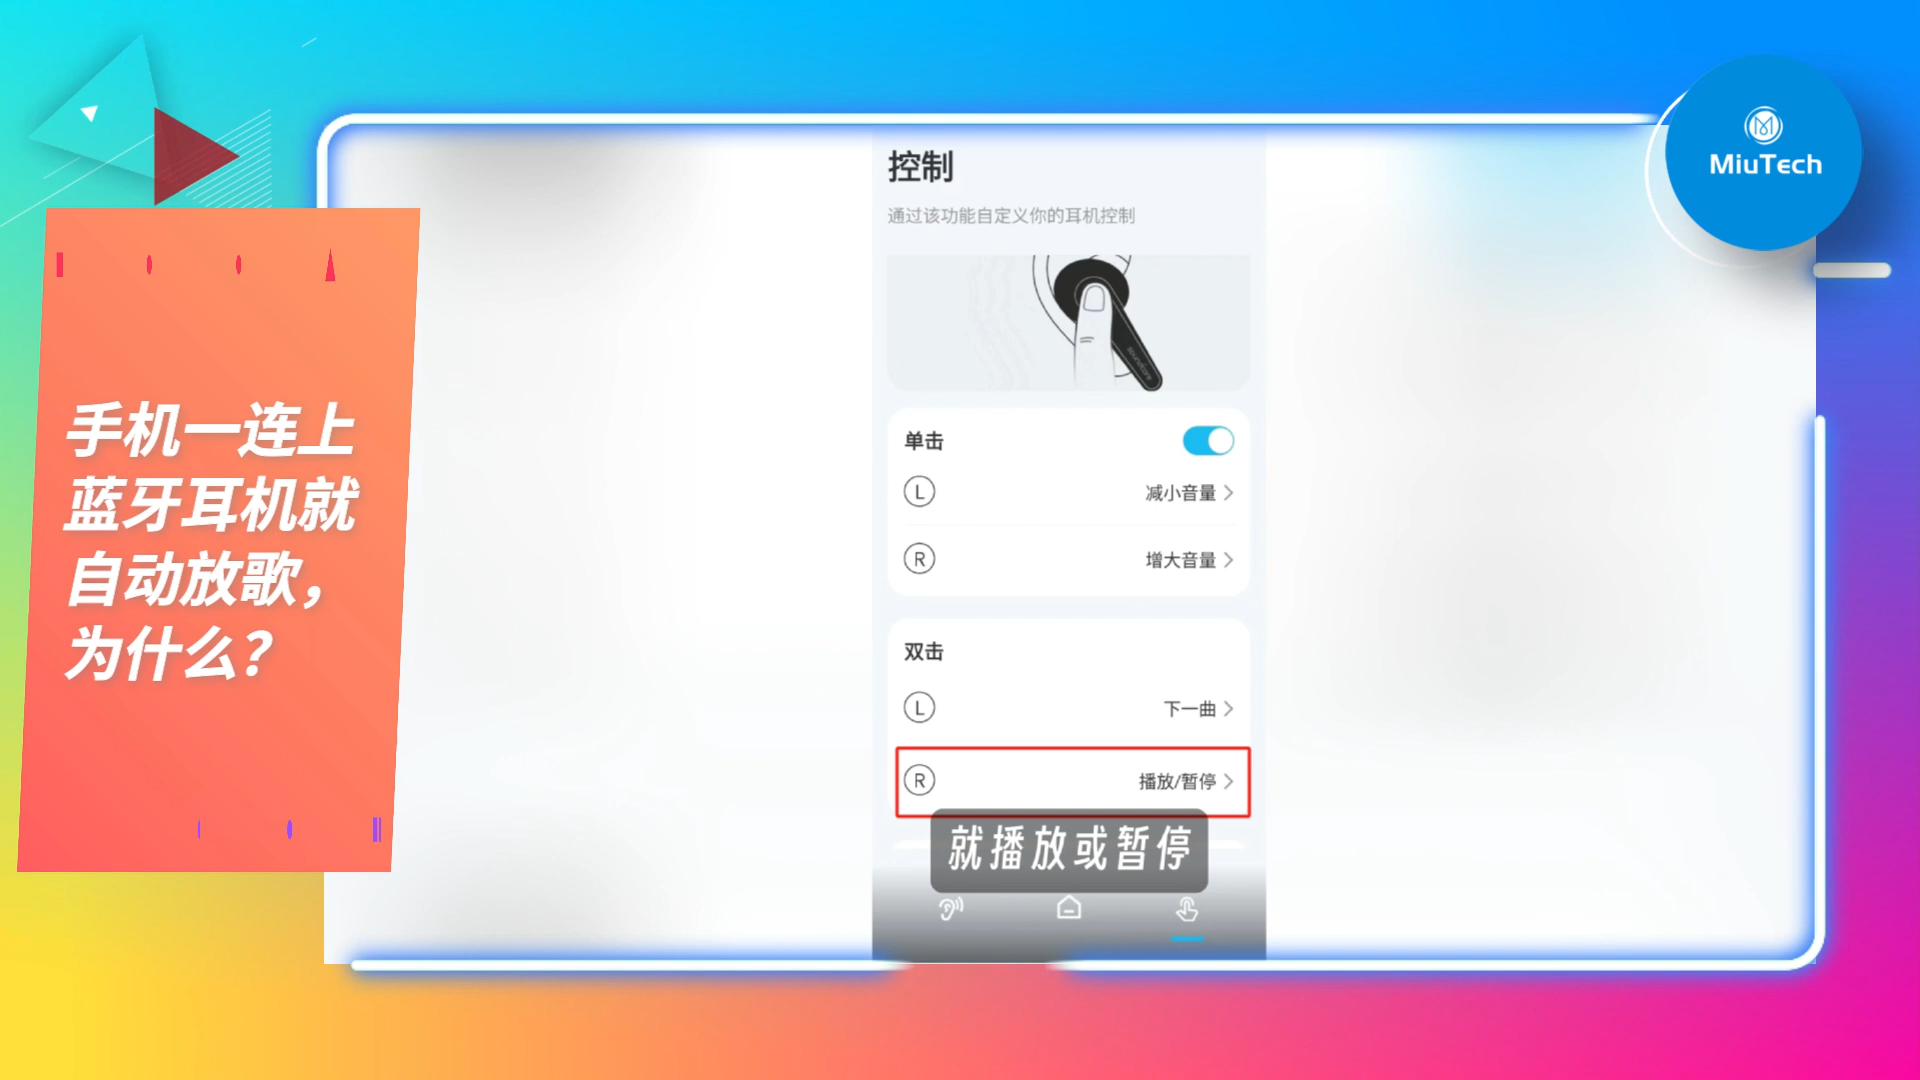 MiuTech
手机一连上
蓝牙耳机就
自动放歌，
为什么？
控制
通过该功能自定义你的耳机控制
soundcore
单击
L 减小音量
R 增大音量
双击
L 下一曲
R 播放/暂停
就播放或暂停